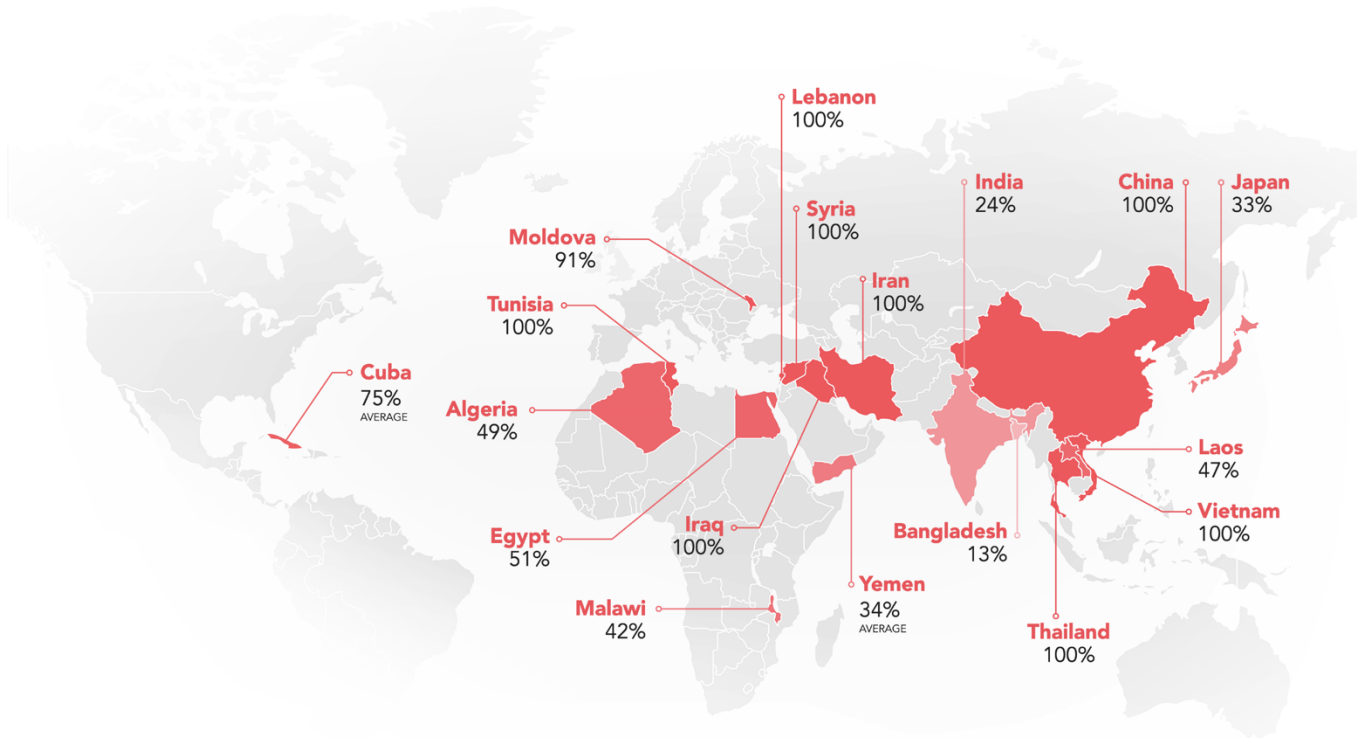 Lebanon
100%
India
24%
China
100%
Japan
33%
Syria
100%
Moldova
91%
Iran
100%
Tunisia
100%
Cuba
75%
AVERAGE
Algeria
49%
Laos
47%
Vietnam
100%
Egypt
51%
Iraq
100%
Bangladesh
13%
Yemen
34%
AVERAGE
Malawi
42%
Thailand
100%